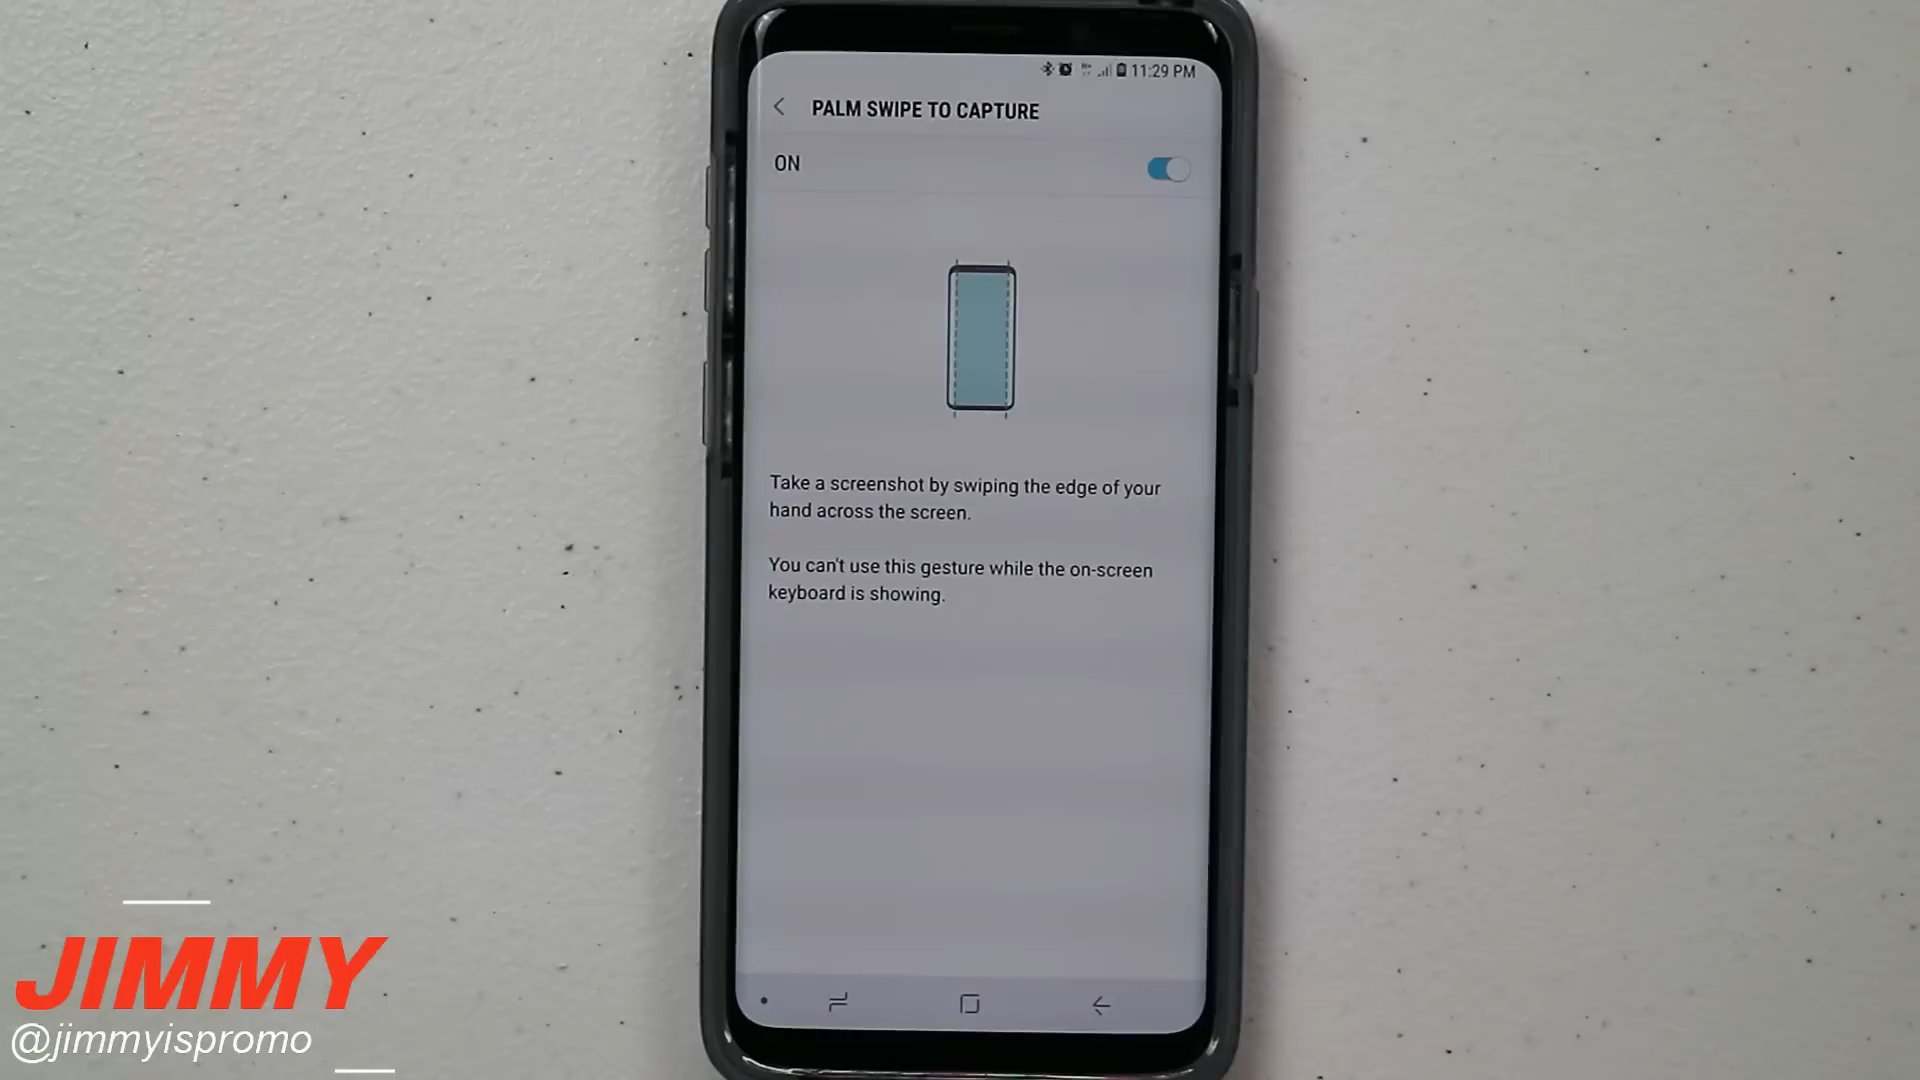 11:29 PM
PALM SWIPE TO CAPTURE
ON
Take a screenshot by swiping the edge of your
hand across the screen.
You can't use this gesture while the on-screen
keyboard is showing.
JIMMY
@jimmyispromo